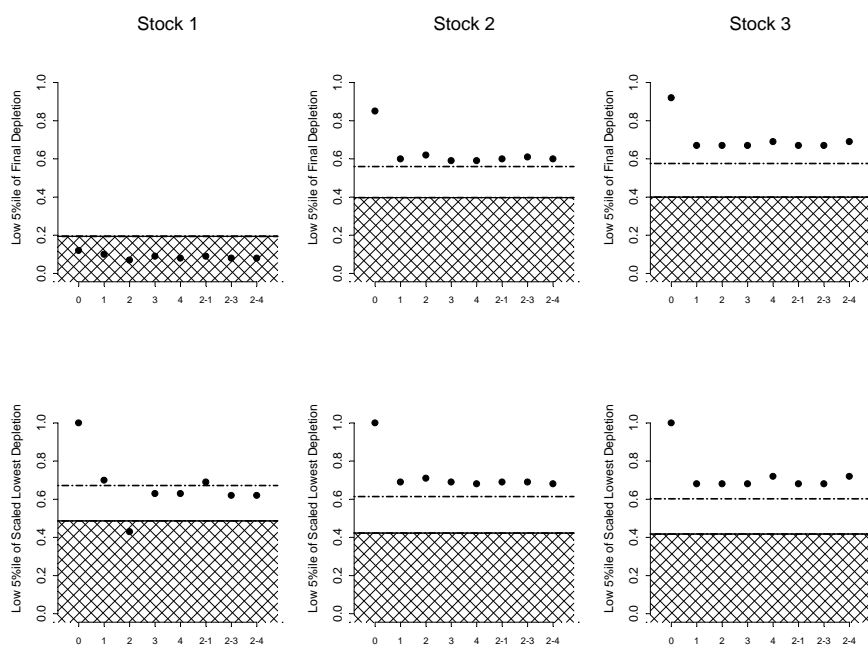 Stock 1
Stock 2
Stock 3
Low 5%ile of Final Depletion
0.0 0.2 0.4 0.6 0.8 1.0
0 1 2 3 4 2-1 2-3 2-4
Low 5%ile of Final Depletion
0.0 0.2 0.4 0.6 0.8 1.0
0 1 2 3 4 2-1 2-3 2-4
Low 5%ile of Final Depletion
0.0 0.2 0.4 0.6 0.8 1.0
0 1 2 3 4 2-1 2-3 2-4
Low 5%ile of Scaled Lowest Depletion
0.0 0.2 0.4 0.6 0.8 1.0
0 1 2 3 4 2-1 2-3 2-4
Low 5%ile of Scaled Lowest Depletion
0.0 0.2 0.4 0.6 0.8 1.0
0 1 2 3 4 2-1 2-3 2-4
Low 5%ile of Scaled Lowest Depletion
0.0 0.2 0.4 0.6 0.8 1.0
0 1 2 3 4 2-1 2-3 2-4